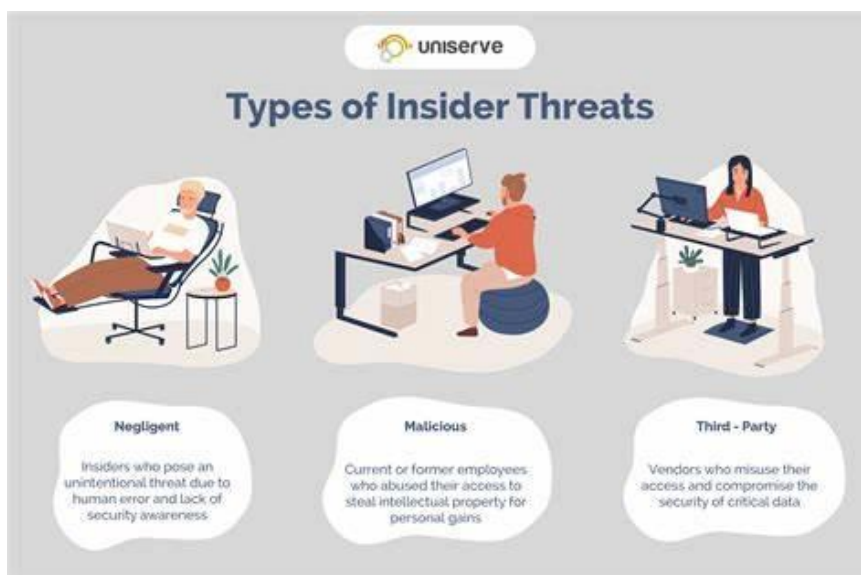 uniserve
Types of Insider Threats
Negligent
Insiders who pose an
unintentional threat due to
human error and lack of
security awareness
Malicious
Current or former employees
who abused their access to
steal intellectual property for
personal gains
Third - Party
Vendors who misuse their
access and compromise the
security of critical data